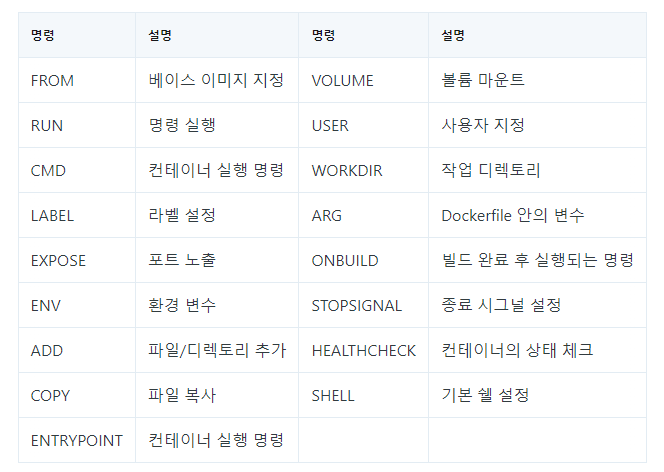 명령 설명 명령 설명
FROM 베이스 이미지 지정 VOLUME 볼륨 마운트
RUN 명령 실행 USER 사용자 지정
CMD 컨테이너 실행 명령 WORKDIR 작업 디렉토리
LABEL 라벨 설정 ARG Dockerfile 안의 변수
EXPOSE 포트 노출 ONBUILD 빌드 완료 후 실행되는 명령
ENV 환경 변수 STOPSIGNAL 종료 시그널 설정
ADD 파일/디렉토리 추가 HEALTHCHECK 컨테이너의 상태 체크
COPY 파일 복사 SHELL 기본 쉘 설정
ENTRYPOINT 컨테이너 실행 명령